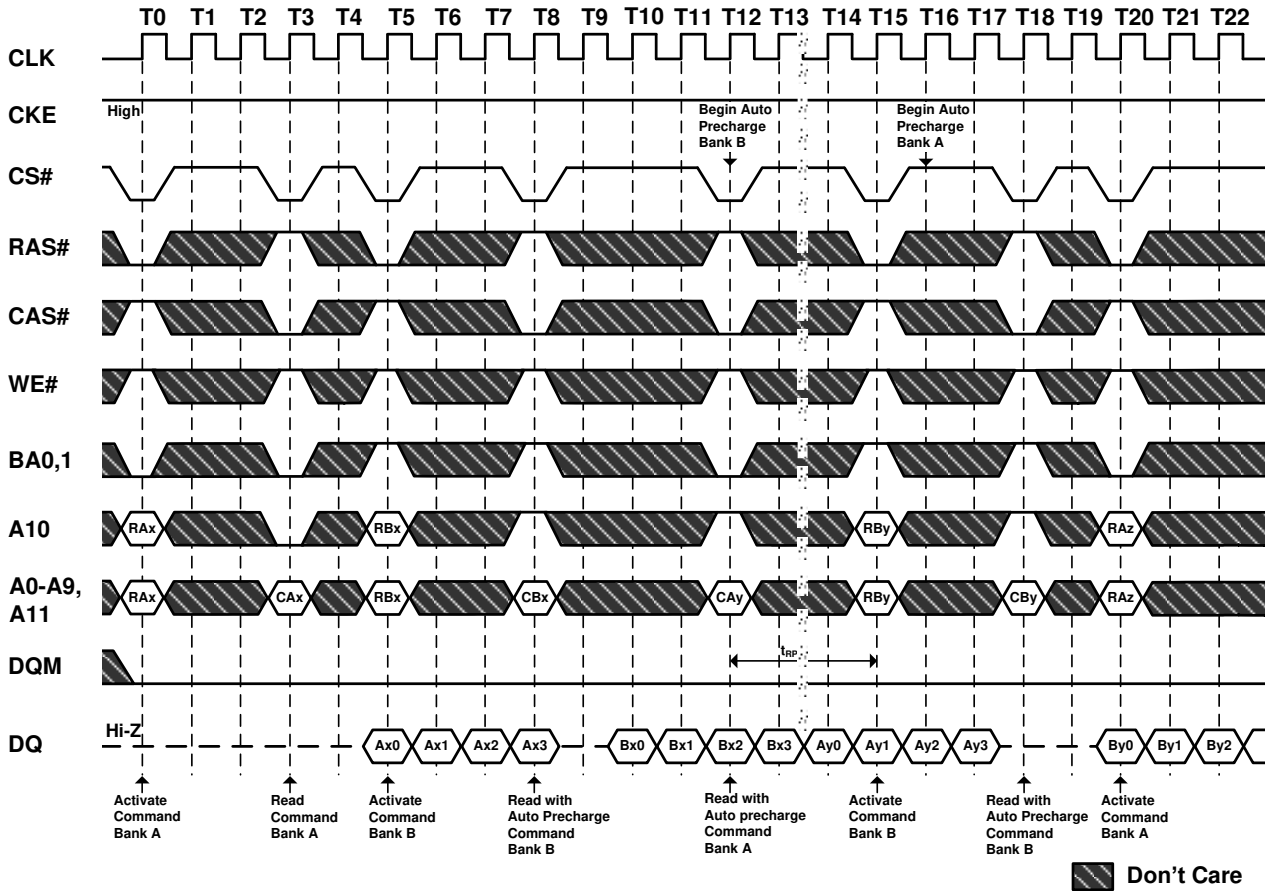 T0 T1 T2 T3 T4 T5 T6 T7 T8 T9 T10 T11 T12 T13 T14 T15 T16 T17 T18 T19 T20 T21 T22
CLK
CKE
High
Begin Auto
Precharge
Bank B
Begin Auto
Precharge
Bank A
CS#
RAS#
CAS#
WE#
BA0,1
A10
RAx RBx RBy RAz
A0-A9,
A11
RAx CAx RBx CBx CAy RBy CBy RAz
DQM
tRP
DQ
Hi-Z
Ax0 Ax1 Ax2 Ax3 Bx0 Bx1 Bx2 Bx3 Ay0 Ay1 Ay2 Ay3 By0 By1 By2
Activate
Command
Bank A
Read
Command
Bank A
Activate
Command
Bank B
Read with
Auto Precharge
Command
Bank B
Read with
Auto precharge
Command
Bank A
Activate
Command
Bank B
Read with
Auto Precharge
Command
Bank B
Activate
Command
Bank A
Don't Care